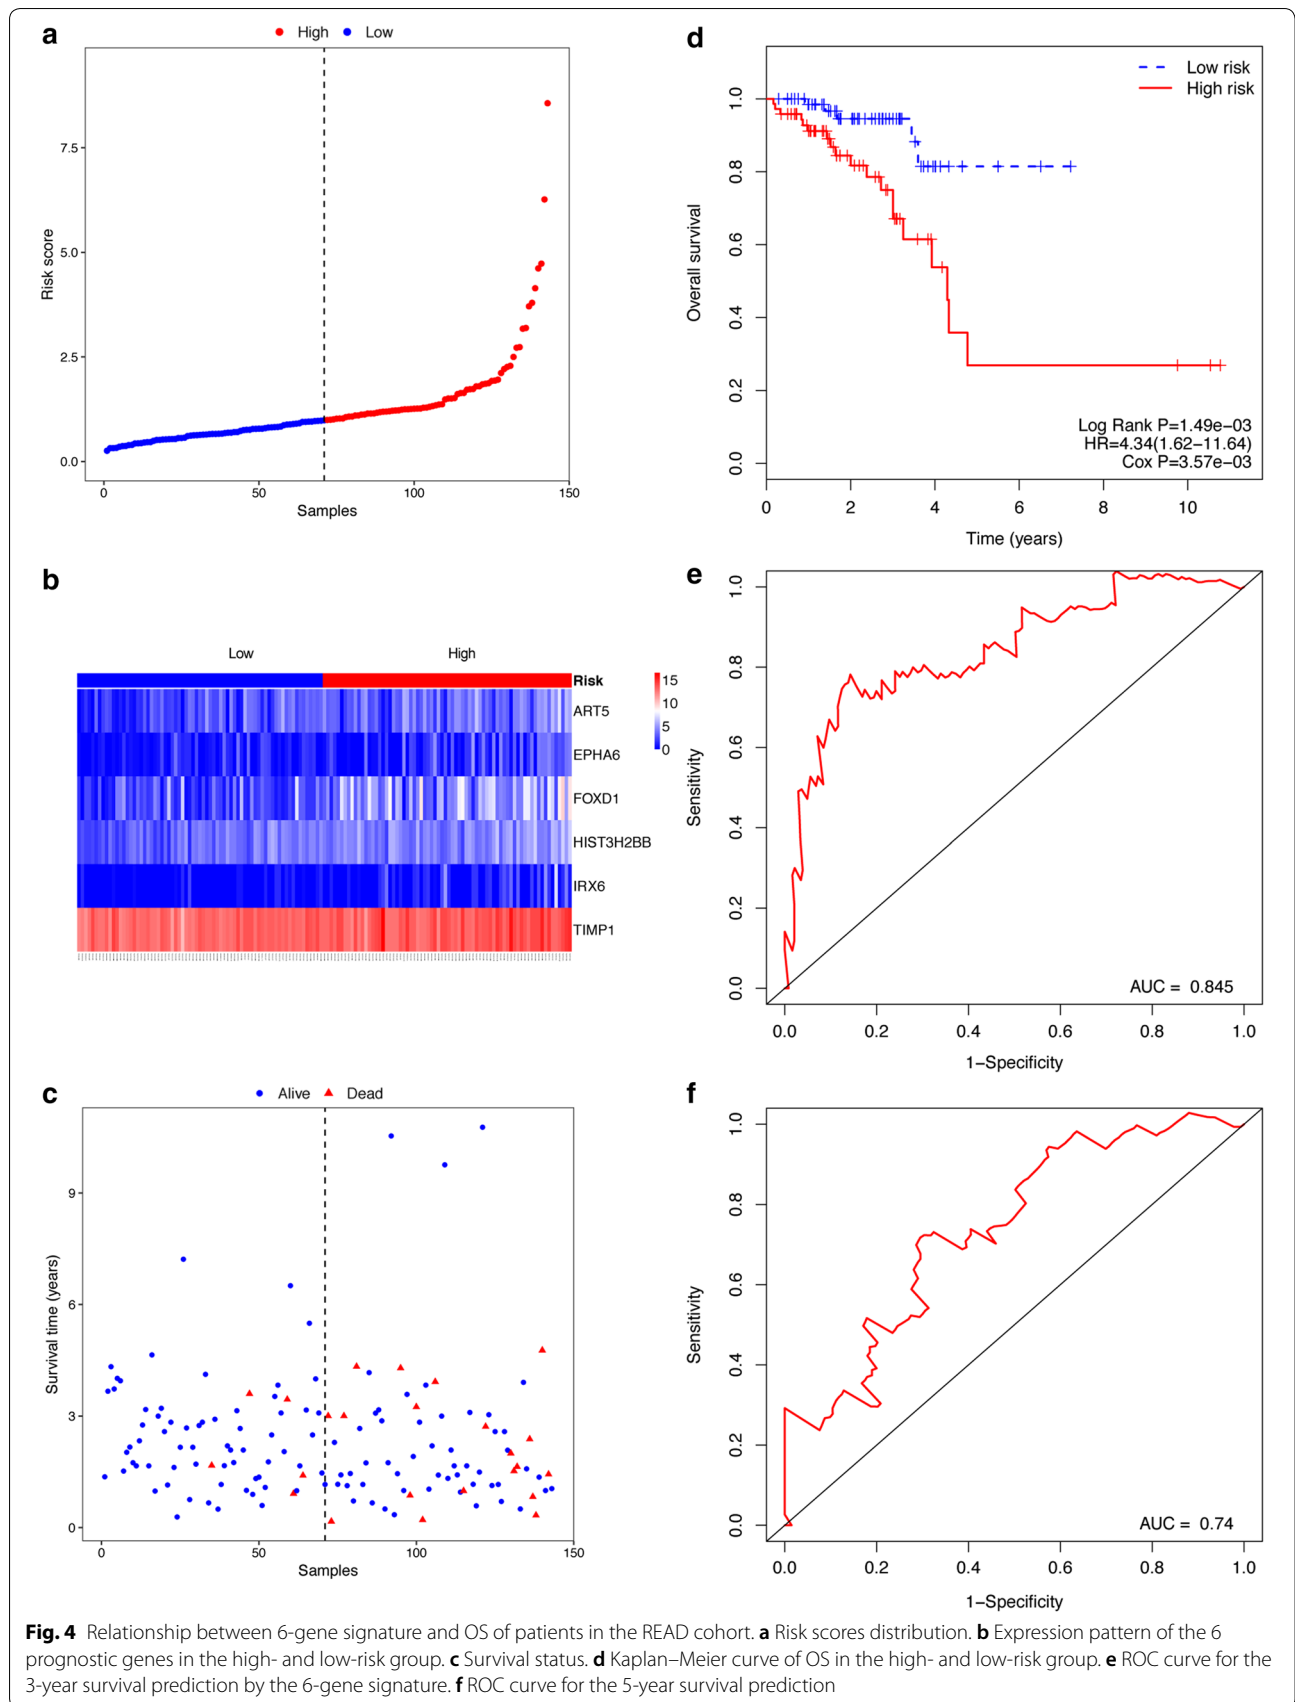 a
High Low
7.5
5.0
2.5
0.0
Risk score
0 50 100 150
Samples
b
Low High
Risk
ART5
EPHA6
FOXD1
HIST3H2BB
IRX6
TIMP1
15
10
5
0
c
Alive Dead
9
6
3
0
Survival time (years)
0 50 100 150
Samples
d
Low risk
High risk
1.0
0.8
0.6
0.4
0.2
0.0
Overall survival
Log Rank P=1.49e−03
HR=4.34(1.62−11.64)
Cox P=3.57e−03
0 2 4 6 8 10
Time (years)
e
1.0
0.8
0.6
0.4
0.2
0.0
Sensitivity
AUC = 0.845
0.0 0.2 0.4 0.6 0.8 1.0
1−Specificity
f
1.0
0.8
0.6
0.4
0.2
0.0
Sensitivity
AUC = 0.74
0.0 0.2 0.4 0.6 0.8 1.0
1−Specificity
Fig. 4 Relationship between 6-gene signature and OS of patients in the READ cohort. a Risk scores distribution. b Expression pattern of the 6
prognostic genes in the high- and low-risk group. c Survival status. d Kaplan–Meier curve of OS in the high- and low-risk group. e ROC curve for the
3-year survival prediction by the 6-gene signature. f ROC curve for the 5-year survival prediction